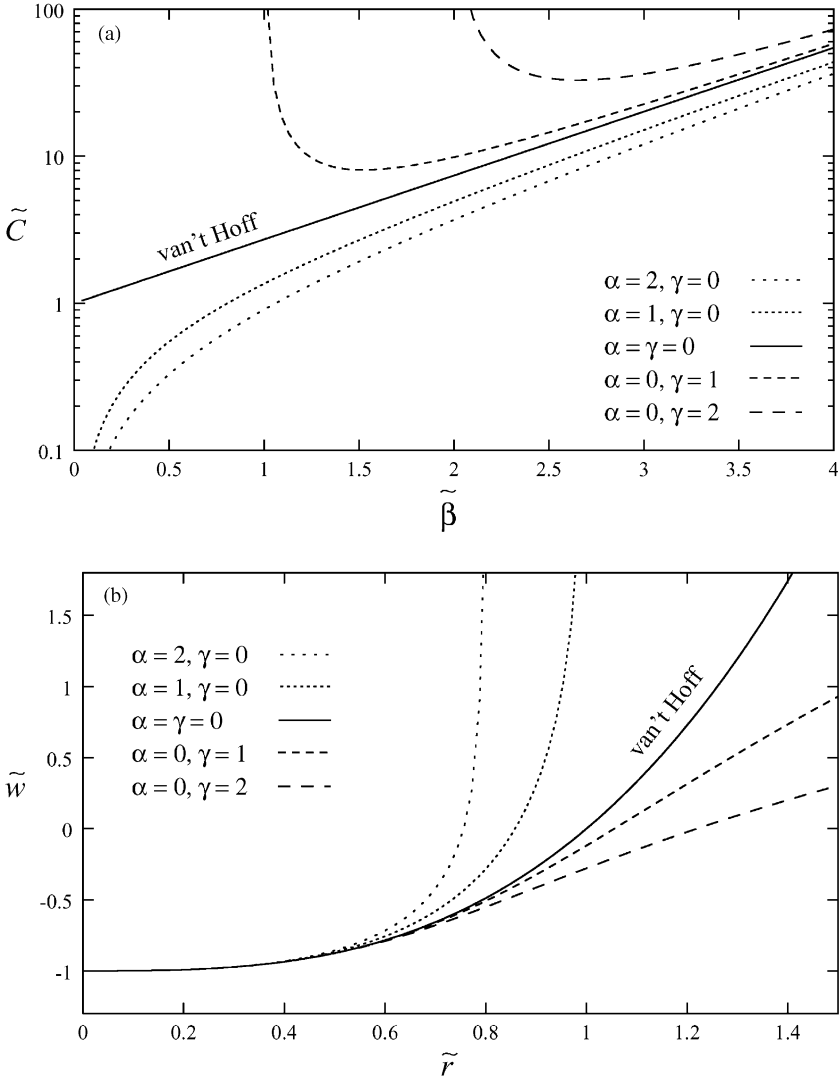 (a)
100
10
1
0.1
C̃
van't Hoff
α = 2, γ = 0
α = 1, γ = 0
α = γ = 0
α = 0, γ = 1
α = 0, γ = 2
0 0.5 1 1.5 2 2.5 3 3.5 4
β̃
(b)
1.5
1
0.5
0
-0.5
-1
w̃
α = 2, γ = 0
α = 1, γ = 0
α = γ = 0
α = 0, γ = 1
α = 0, γ = 2
van't Hoff
0 0.2 0.4 0.6 0.8 1 1.2 1.4
r̃